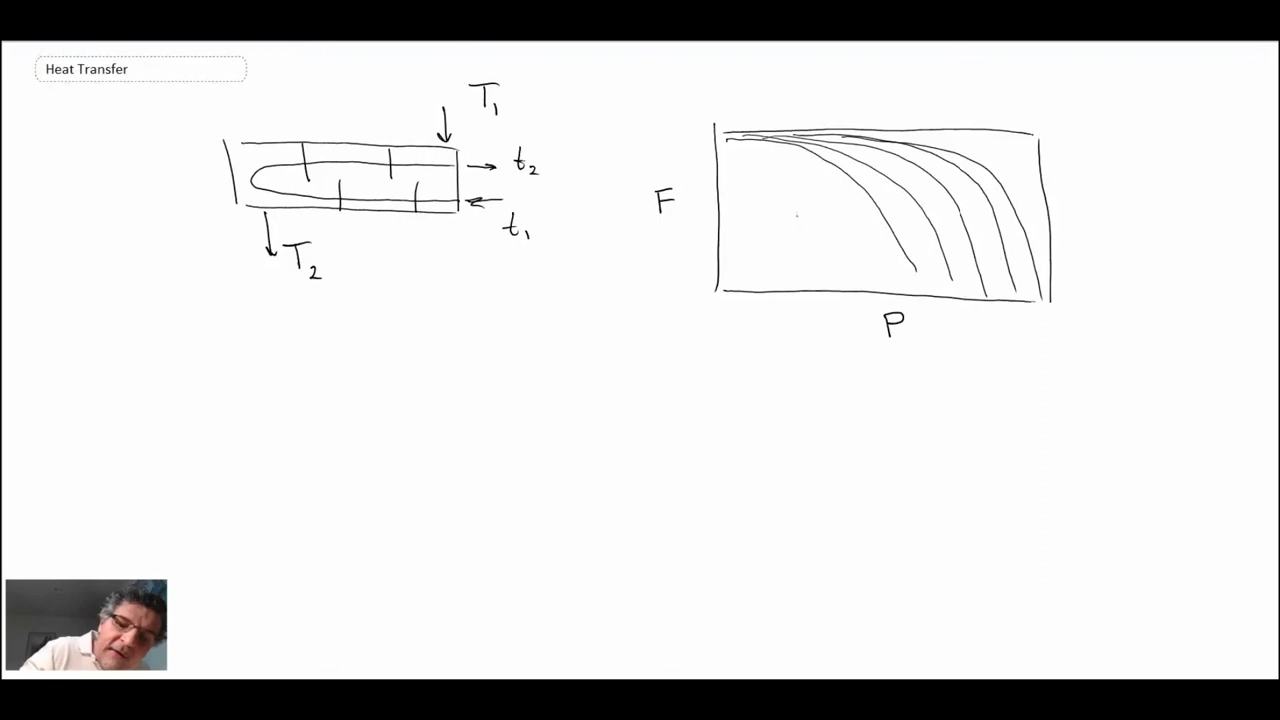 Heat Transfer
T₁
t₂
t₁
T₂
F
P